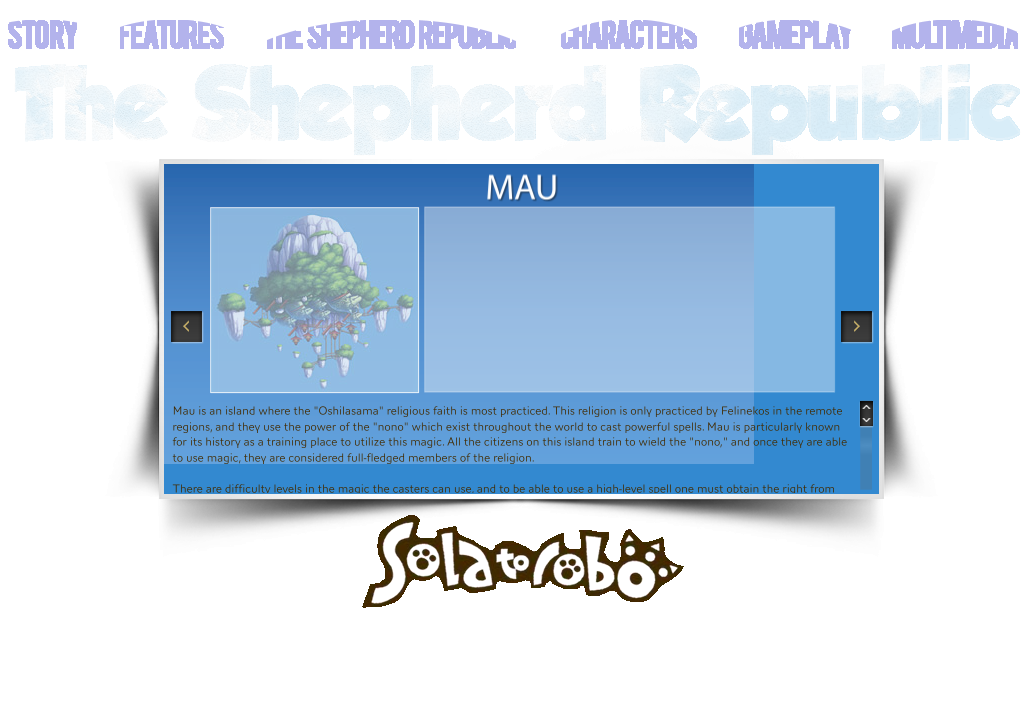 STORY FEATURES THE SHEPHERD REPUBLIC CHARACTERS GAMEPLAY MULTIMEDIA
The Shepherd Republic
MAU
Mau is an island where the "Oshilasama" religious faith is most practiced. This religion is only practiced by Felinekos in the remote
regions, and they use the power of the "nono" which exist throughout the world to cast powerful spells. Mau is particularly known
for its history as a training place to utilize this magic. All the citizens on this island train to wield the "nono," and once they are able
to use magic, they are considered full-fledged members of the religion.
There are difficulty levels in the magic the casters can use, and to be able to use a high-level spell one must obtain the right from
Solatorobo